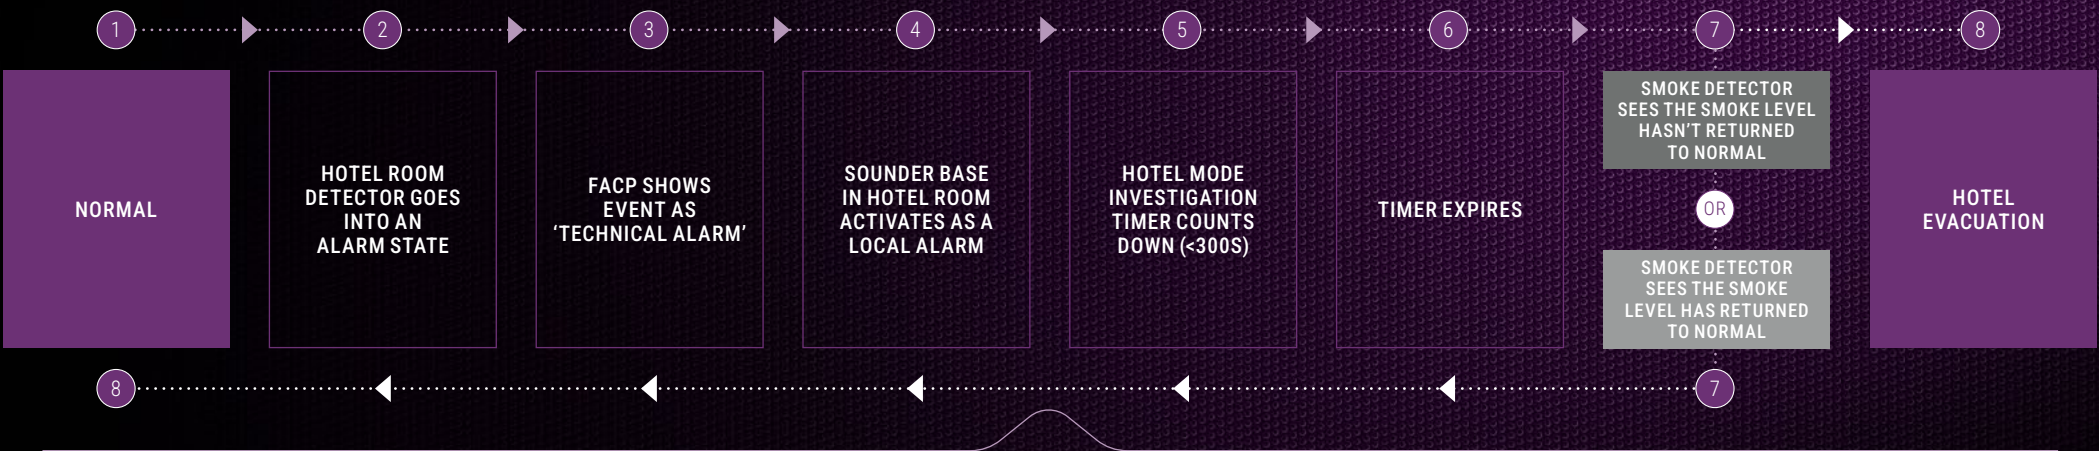 1
2
3
4
5
6
7
8
NORMAL
HOTEL ROOM
DETECTOR GOES
INTO AN
ALARM STATE
FACP SHOWS
EVENT AS
‘TECHNICAL ALARM’
SOUNDER BASE
IN HOTEL ROOM
ACTIVATES AS A
LOCAL ALARM
HOTEL MODE
INVESTIGATION
TIMER COUNTS
DOWN (<300S)
TIMER EXPIRES
SMOKE DETECTOR
SEES THE SMOKE LEVEL
HASN’T RETURNED
TO NORMAL
OR
SMOKE DETECTOR
SEES THE SMOKE
LEVEL HAS RETURNED
TO NORMAL
HOTEL
EVACUATION
8
7